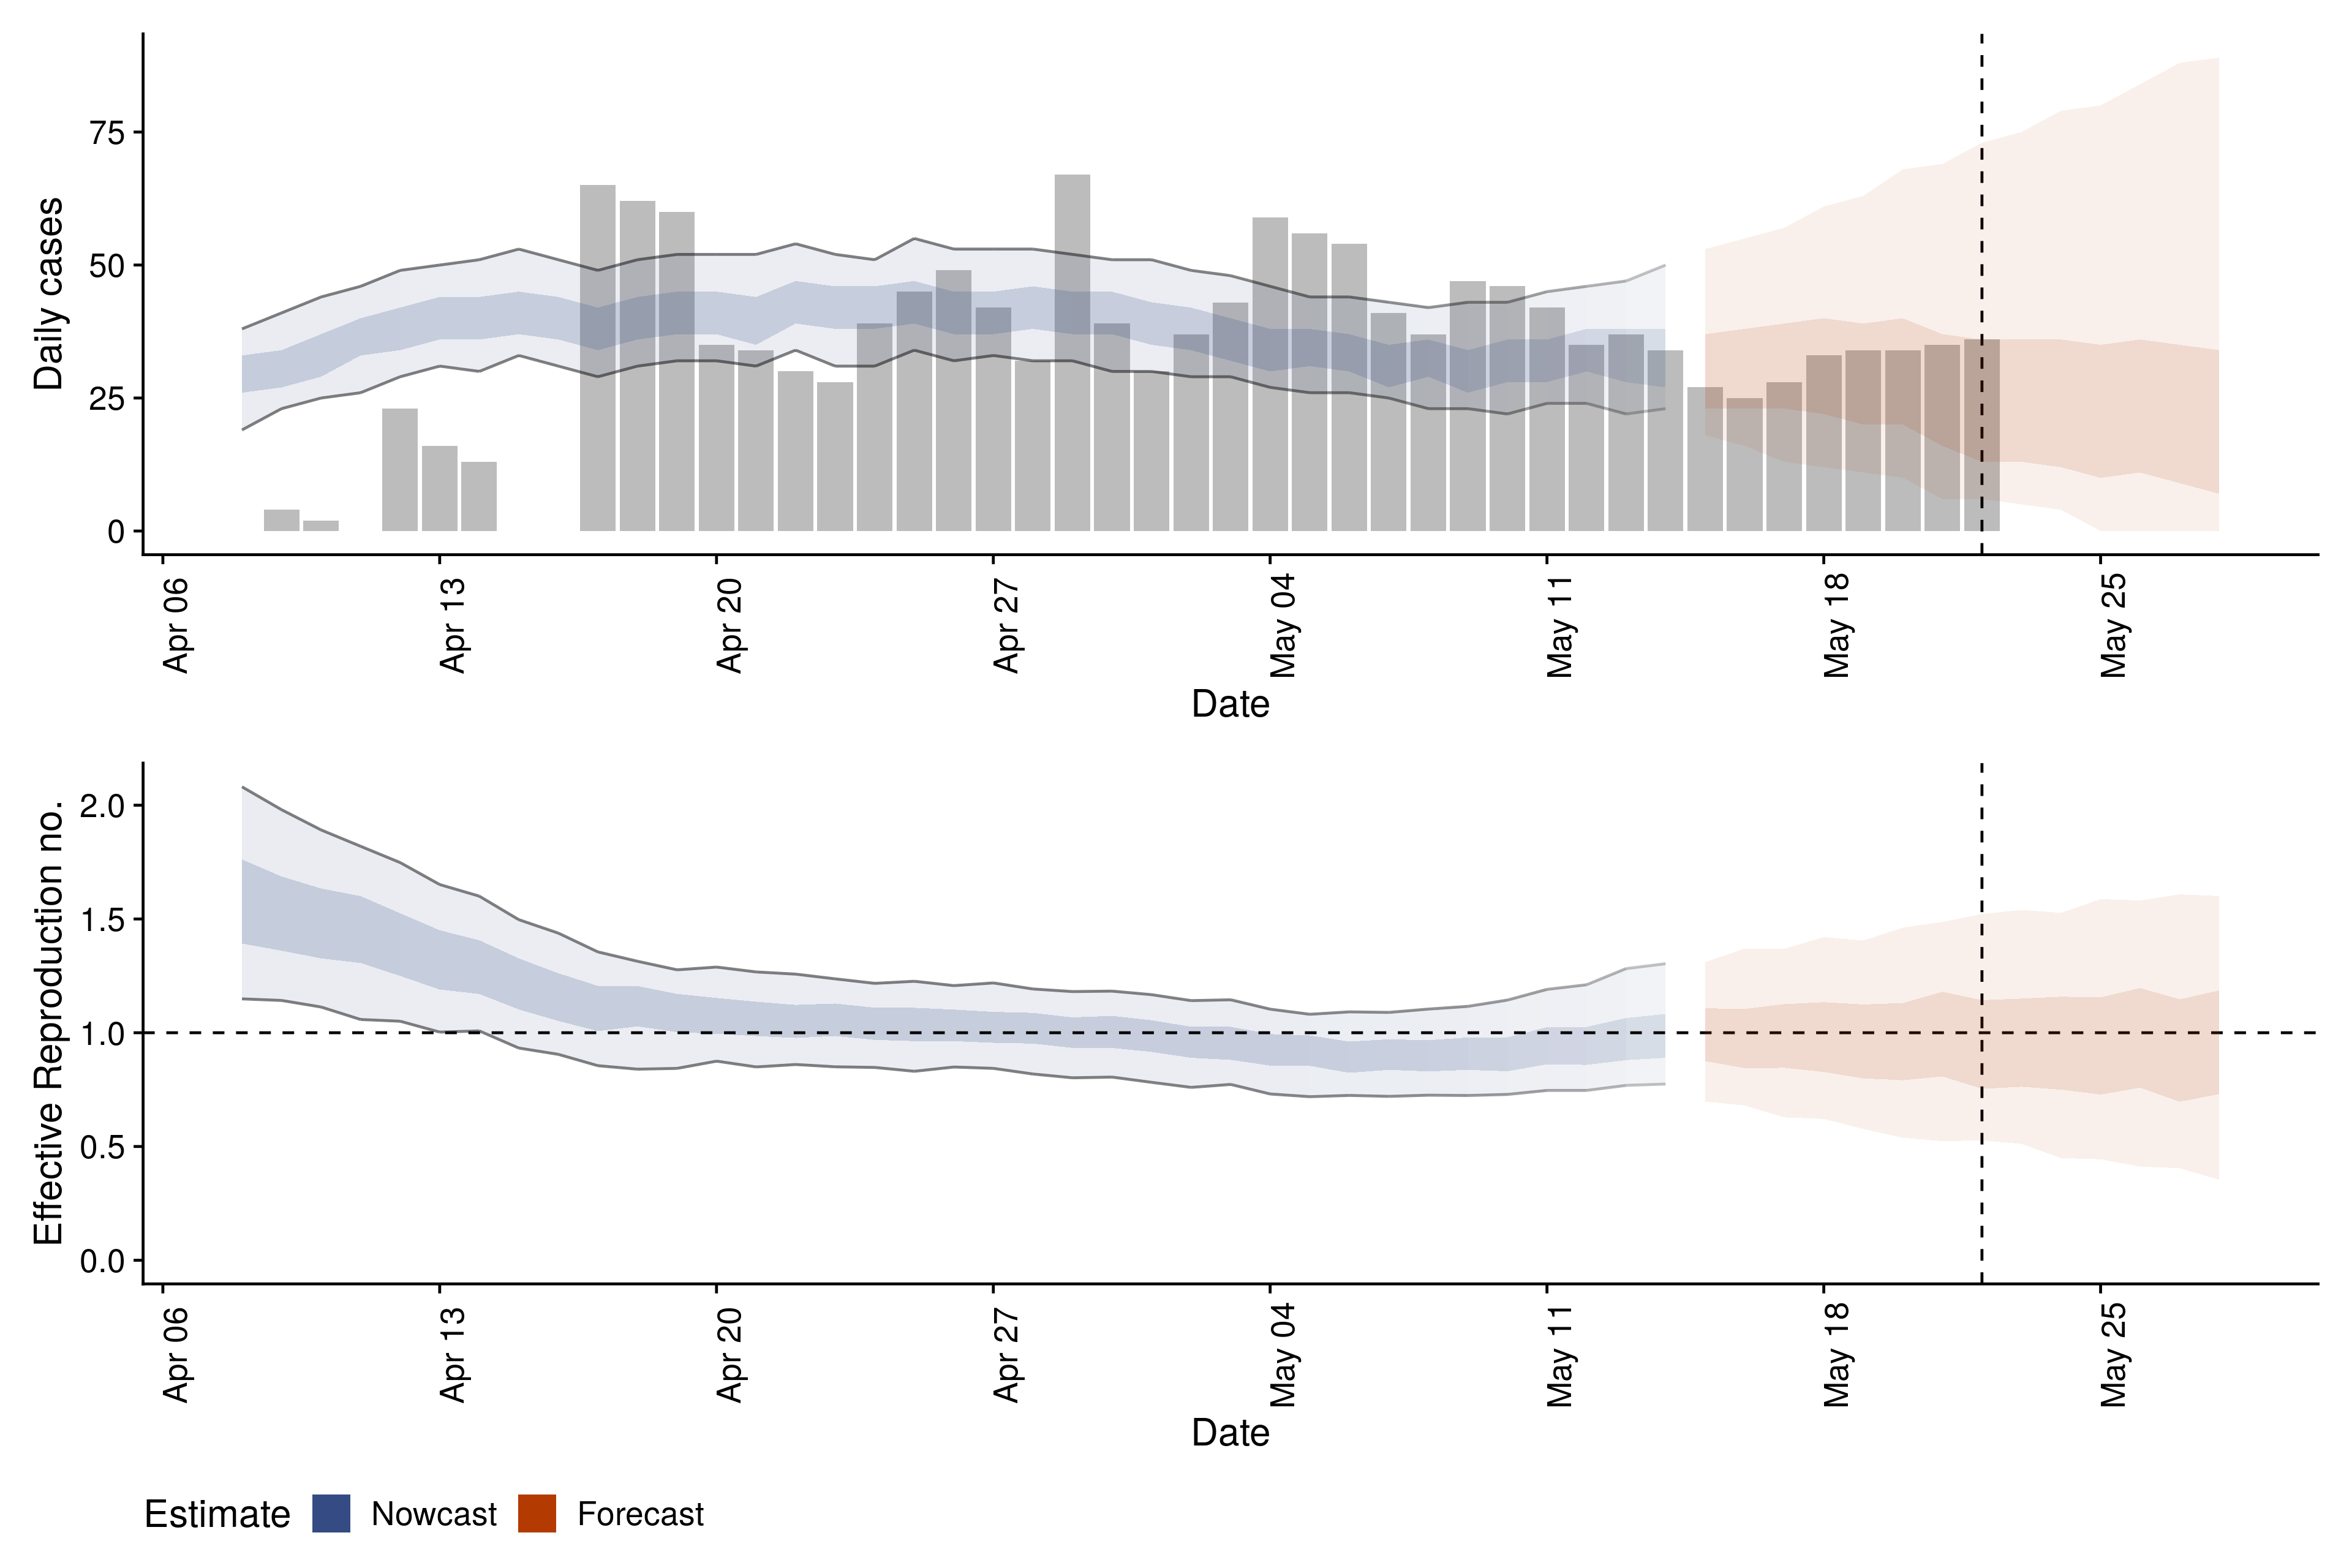 Daily cases
75
50
25
0
Apr 06
Apr 13
Apr 20
Apr 27
May 04
May 11
May 18
May 25
Date
Effective Reproduction no.
2.0
1.5
1.0
0.5
0.0
Apr 06
Apr 13
Apr 20
Apr 27
May 04
May 11
May 18
May 25
Date
Estimate Nowcast Forecast